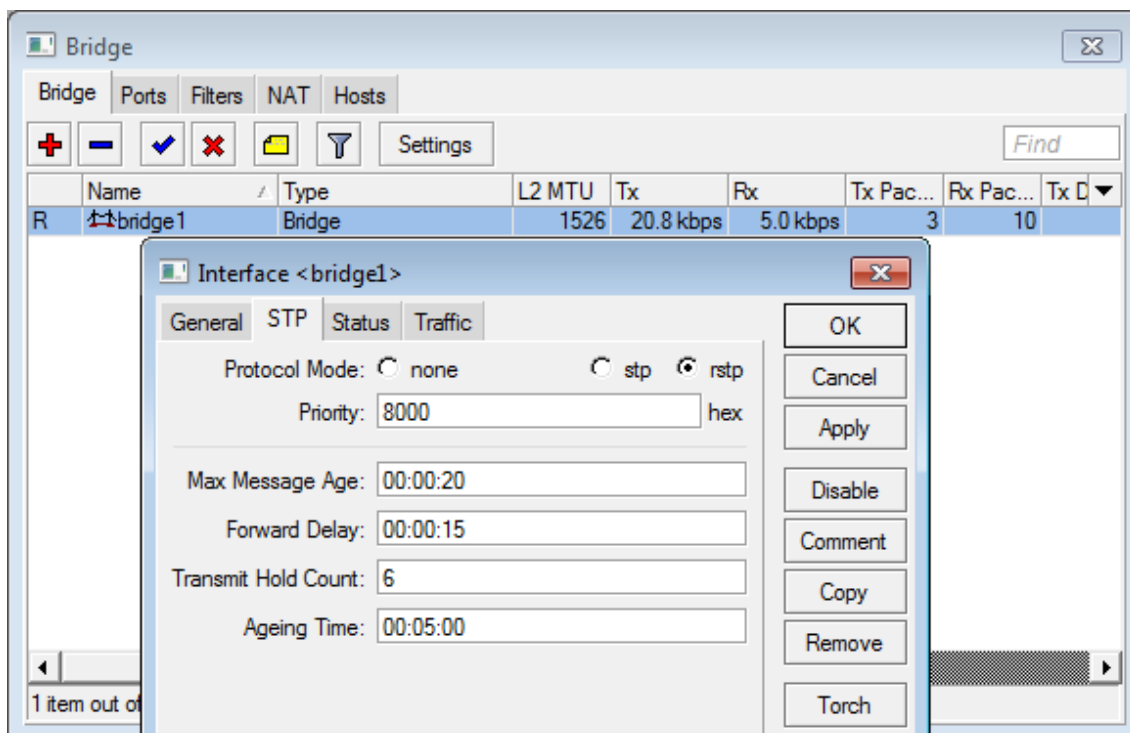 Bridge
Bridge Ports Filters NAT Hosts
Settings Find
Name Type L2 MTU Tx Rx Tx Pac... Rx Pac... Tx D
R bridge1 Bridge 1526 20.8 kbps 5.0 kbps 3 10
Interface <bridge1>
General STP Status Traffic
OK
Protocol Mode: none stp rstp
Cancel
Priority: 8000 hex
Apply
Max Message Age: 00:00:20
Disable
Forward Delay: 00:00:15
Comment
Transmit Hold Count: 6
Copy
Ageing Time: 00:05:00
Remove
1 item out of
Torch